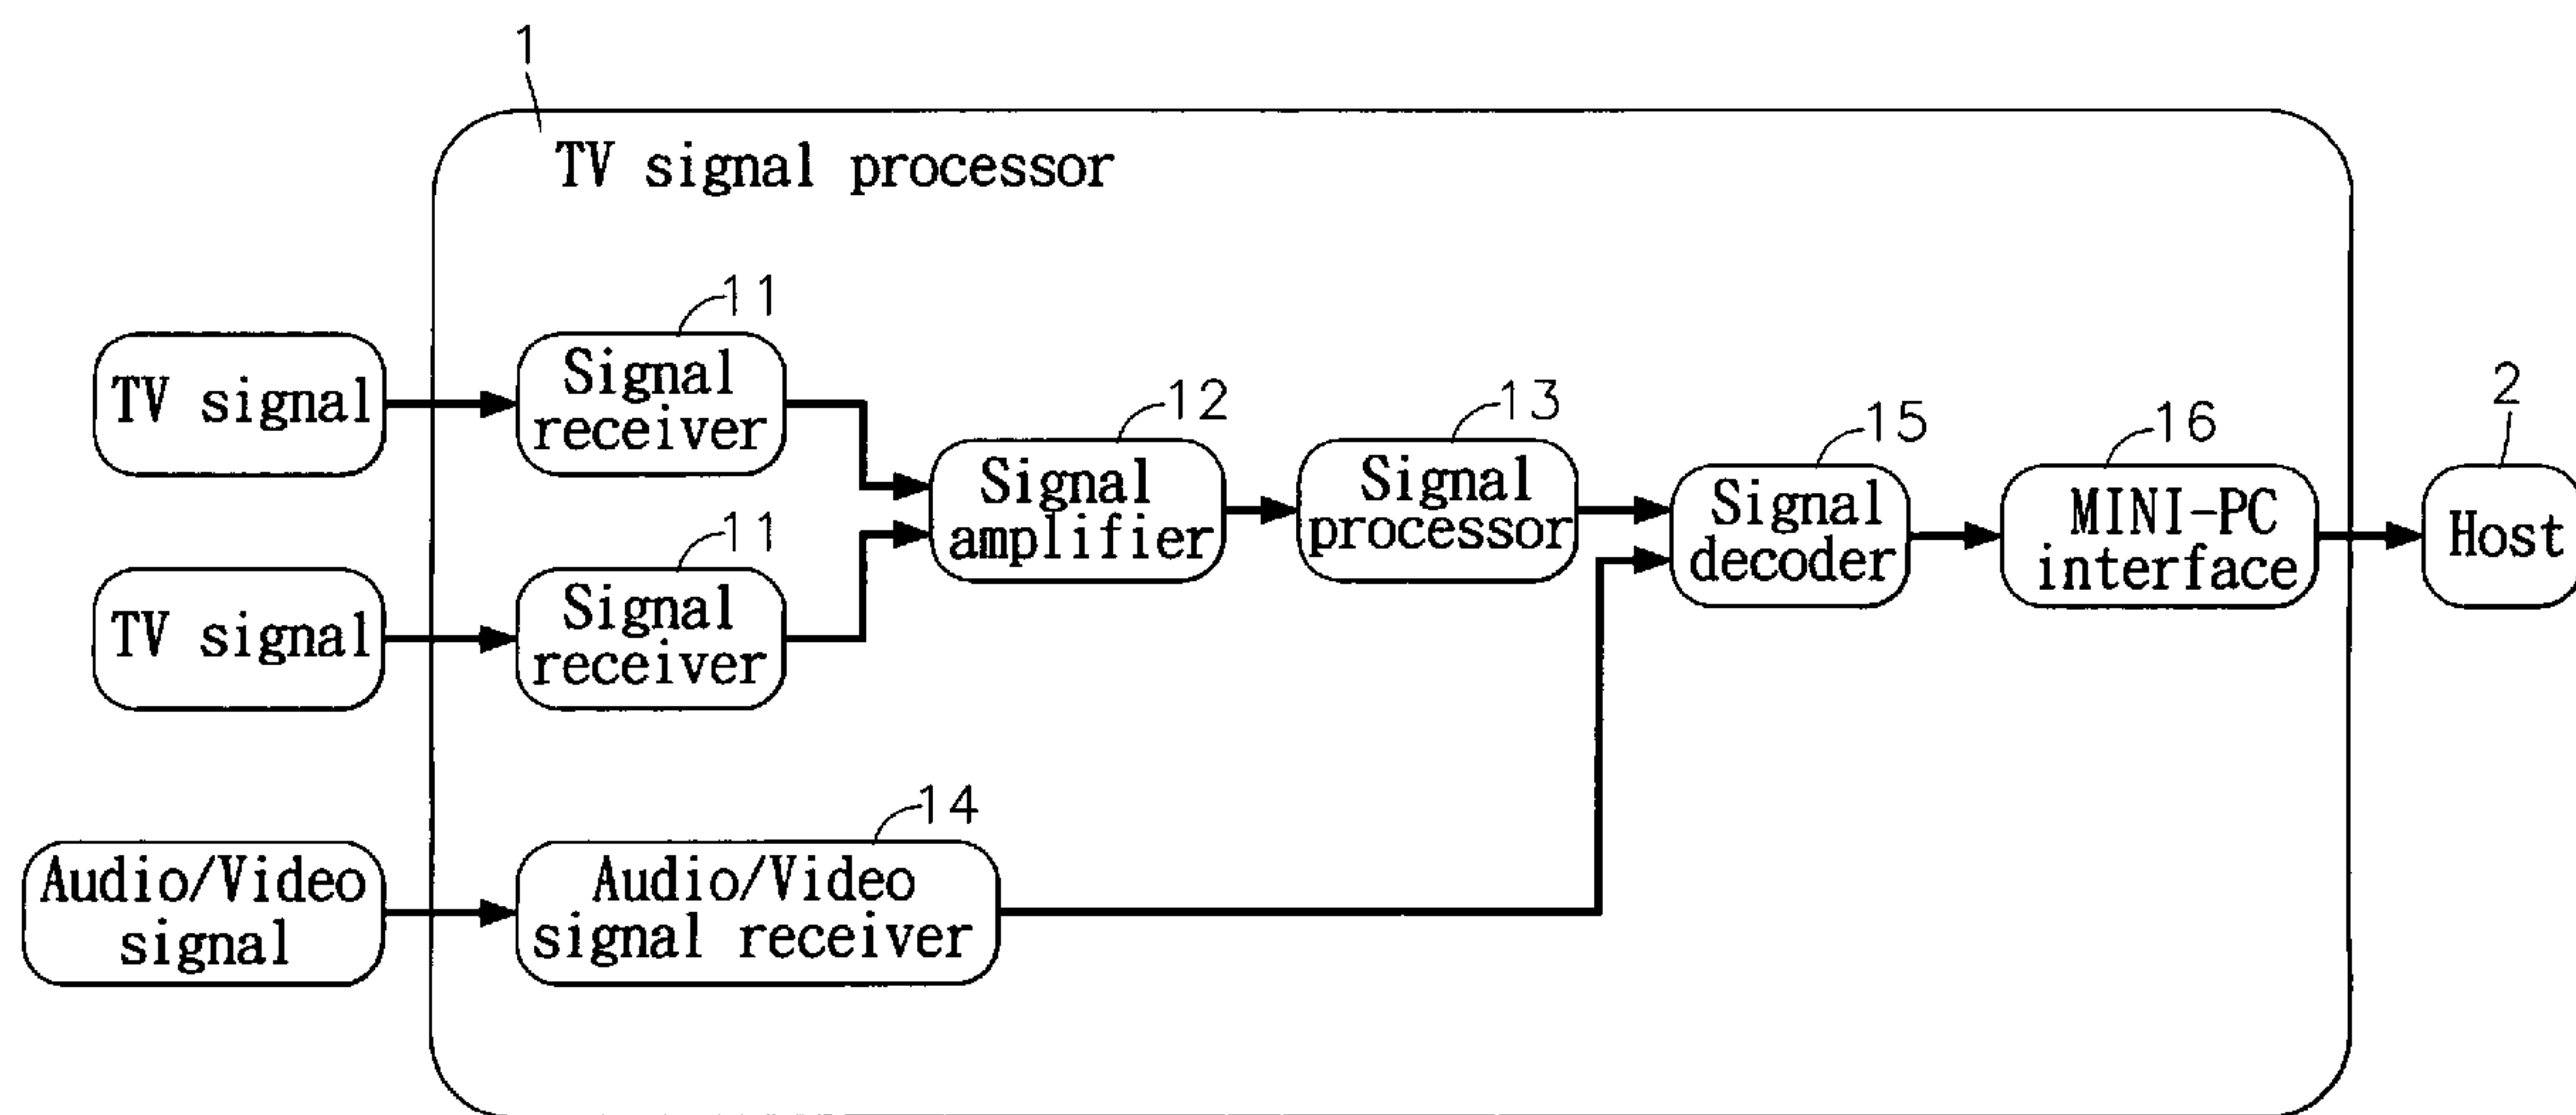 1
TV signal processor
11
TV signal
Signal
receiver
12
13
15
16
2
Signal
amplifier
Signal
processor
Signal
decoder
MINI-PC
interface
Host
11
TV signal
Signal
receiver
14
Audio/Video
signal
Audio/Video
signal receiver